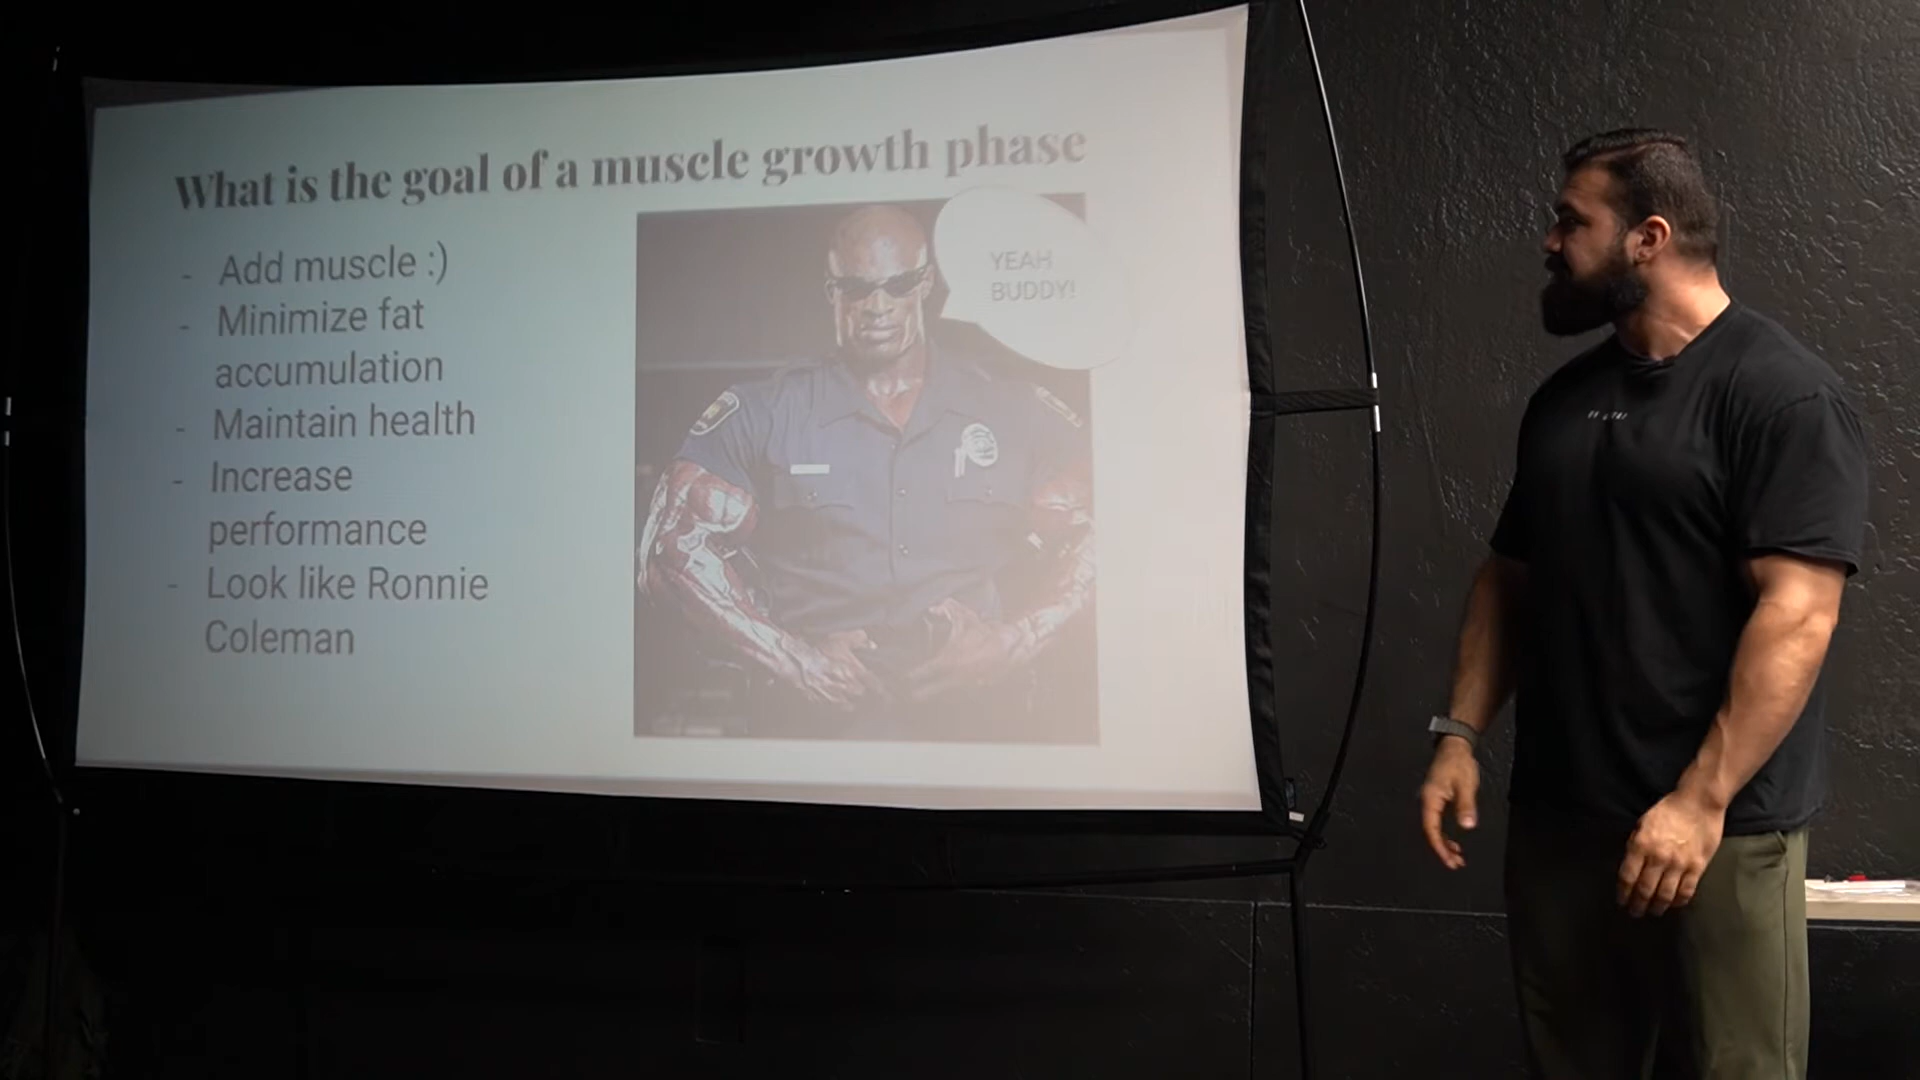 What is the goal of a muscle growth phase
- Add muscle :)
- Minimize fat
accumulation
- Maintain health
- Increase
performance
- Look like Ronnie
Coleman
YEAH
BUDDY!